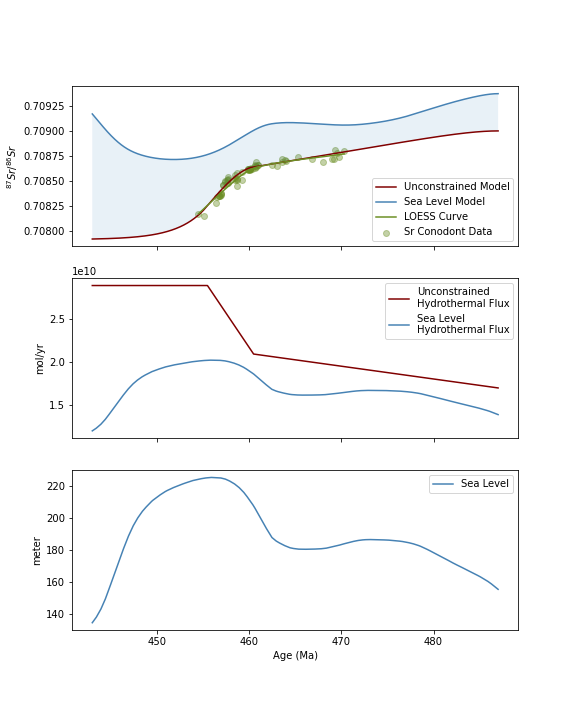 0.70925
0.70900
0.70875
0.70850
0.70825
0.70800
⁸⁷Sr/⁸⁶Sr
Unconstrained Model
Sea Level Model
LOESS Curve
Sr Conodont Data
1e10
2.5
2.0
1.5
mol/yr
Unconstrained
Hydrothermal Flux
Sea Level
Hydrothermal Flux
220
200
180
160
140
meter
Sea Level
450
460
470
480
Age (Ma)